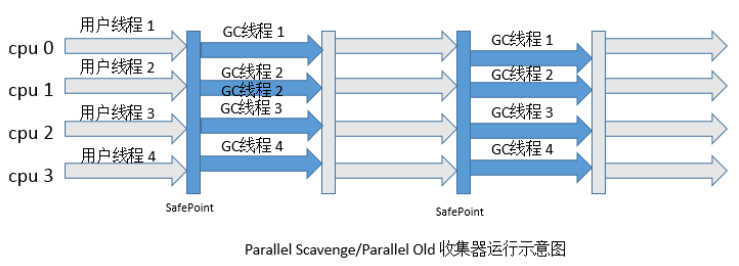 cpu 0
cpu 1
cpu 2
cpu 3
用户线程 1
用户线程 2
用户线程 3
用户线程 4
SafePoint
GC线程 1
GC线程 2
GC线程 2
GC线程 3
GC线程 4
SafePoint
GC线程 1
GC线程 2
GC线程 3
GC线程 4
Parallel Scavenge/Parallel Old 收集器运行示意图